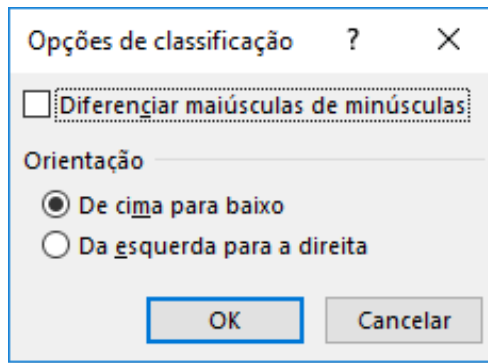 Opções de classificação ?
Diferenciar maiúsculas de minúsculas
Orientação
De cima para baixo
Da esquerda para a direita
OK Cancelar